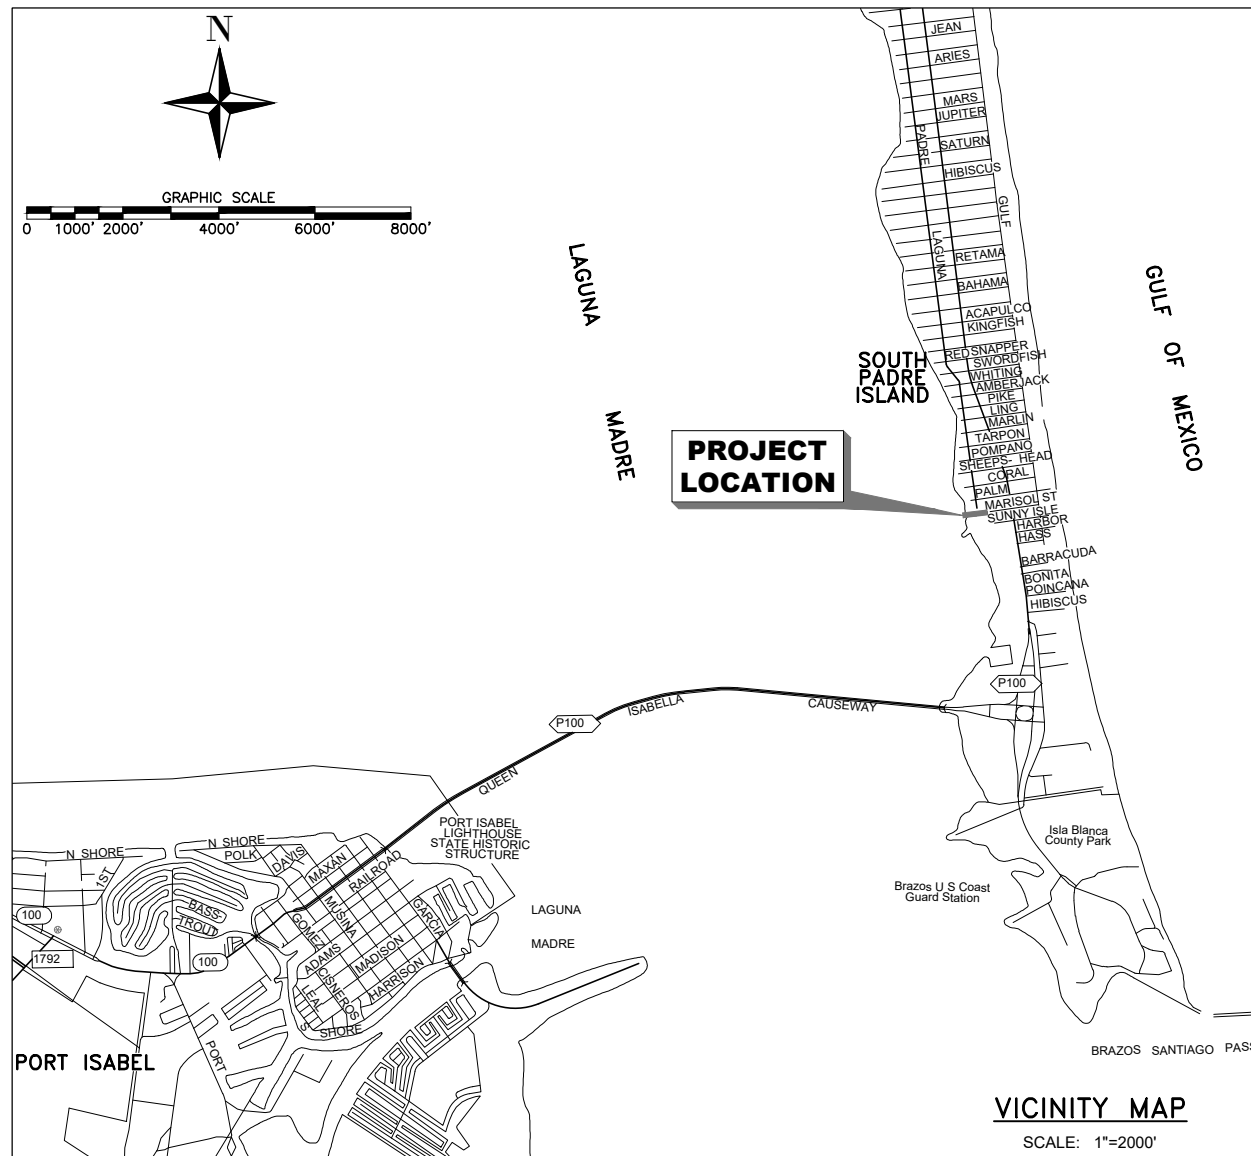 N
GRAPHIC SCALE
0 1000' 2000' 4000' 6000' 8000'
JEAN
ARIES
MARS
JUPITER
PADRE
SATURN
HIBISCUS
GULF
LAGUNA
RETAMA
BAHAMA
ACAPULCO
KINGFISH
RED SNAPPER
SWORDFISH
WHITING
AMBERJACK
PIKE
LING
MARLIN
TARPON
POMPANO
SHEEPS- HEAD
CORAL
PALM
MARISOL ST
SUNNY ISLE
HARBOR
HASS
BARRACUDA
BONITA
POINCANA
HIBISCUS
LAGUNA
MADRE
GULF OF MEXICO
SOUTH
PADRE
ISLAND
PROJECT
LOCATION
P100
P100
QUEEN ISABELLA CAUSEWAY
PORT ISABEL
LIGHTHOUSE
STATE HISTORIC
STRUCTURE
Isla Blanca
County Park
Brazos U S Coast
Guard Station
LAGUNA
MADRE
N SHORE
N SHORE
POLK
DAVIS
MAXAN
RAILROAD
1ST
BASS
TROUT
MUSINA
GARCIA
GOMEZ
ADAMS
MADISON
HARRISON
CISNEROS
LEAL
S SHORE
100
100
1792
PORT
PORT ISABEL
BRAZOS SANTIAGO PASS
VICINITY MAP
SCALE: 1"=2000'